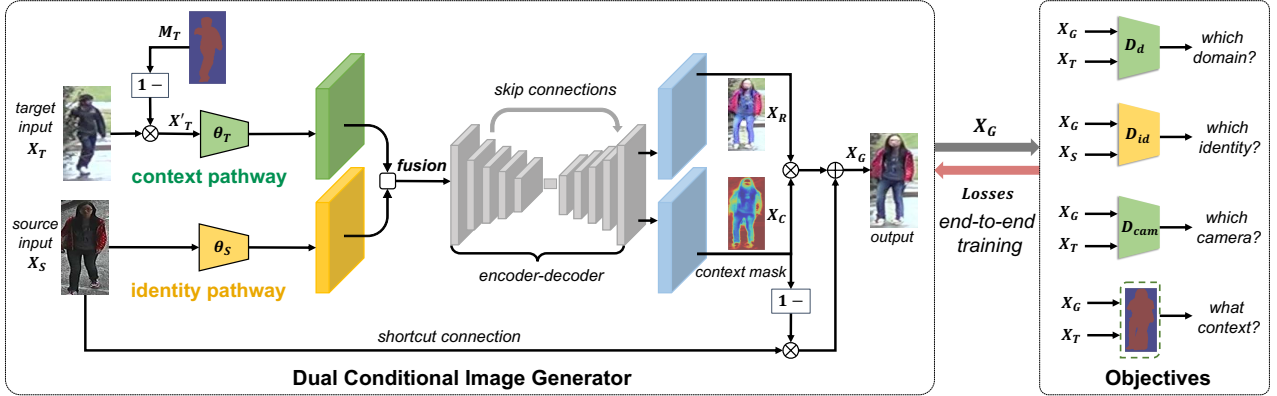 M_T
1 −
target
input
X_T
X'_T
θ_T
context pathway
source
input
X_S
θ_S
identity pathway
fusion
skip connections
encoder-decoder
X_R
X_C
context mask
1 −
X_G
output
shortcut connection
Dual Conditional Image Generator
X_G
Losses
end-to-end
training
X_G
X_T
D_d
which
domain?
X_G
X_S
D_id
which
identity?
X_G
X_T
D_cam
which
camera?
X_G
X_T
what
context?
Objectives